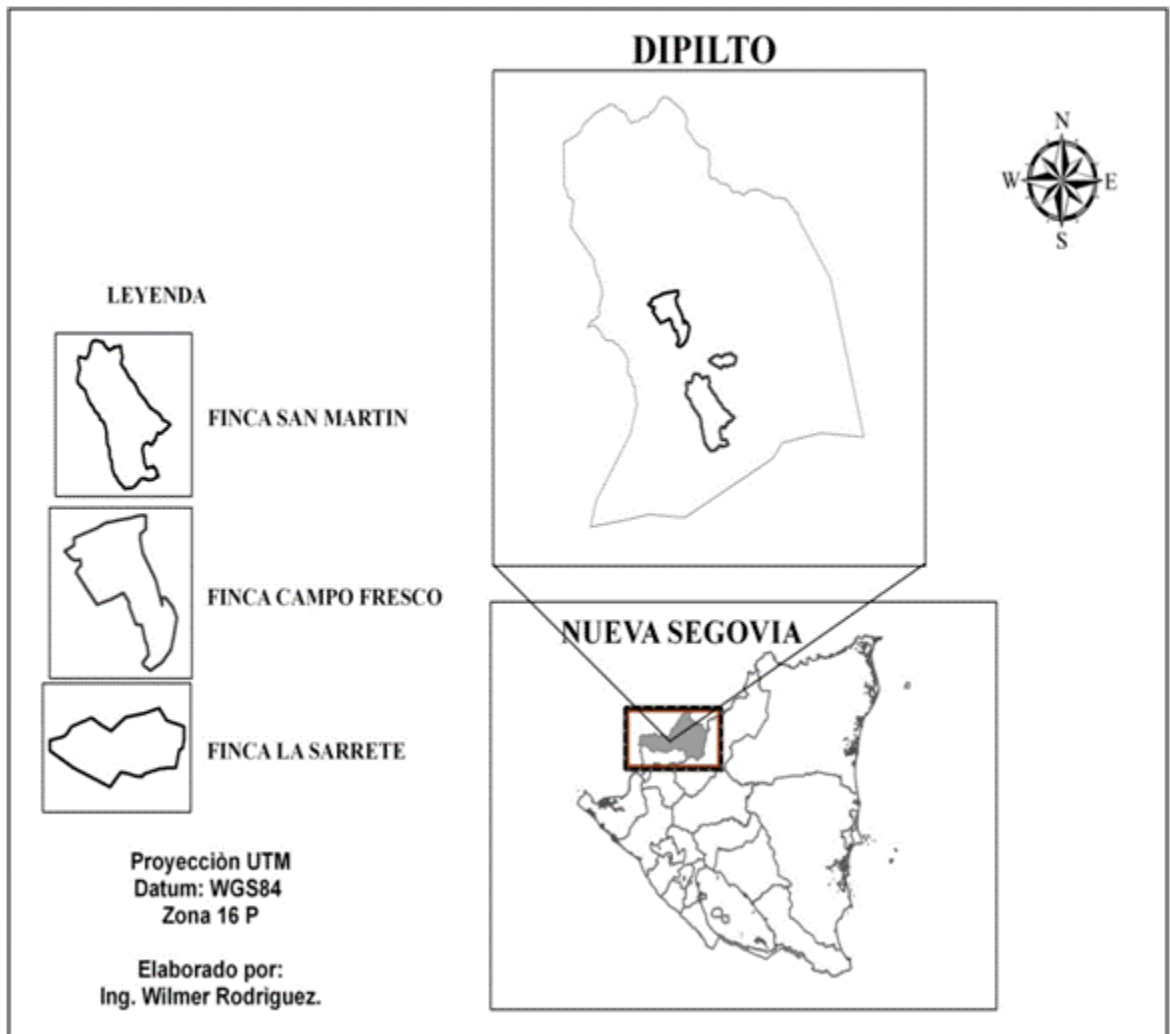 DIPILTO
N
W
E
S
LEYENDA
FINCA SAN MARTIN
FINCA CAMPO FRESCO
NUEVA SEGOVIA
FINCA LA SARRETE
Proyecciòn UTM
Datum: WGS84
Zona 16 P
Elaborado por:
Ing. Wilmer Rodriguez.